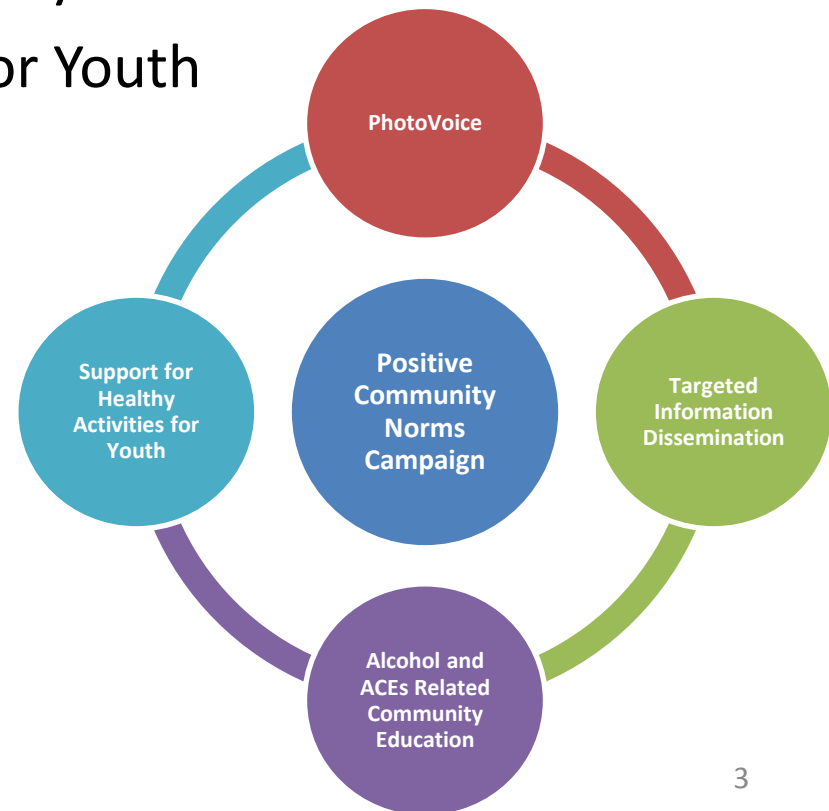 or Youth
PhotoVoice
Support for
Healthy
Activities for
Youth
Positive
Community
Norms
Campaign
Targeted
Information
Dissemination
Alcohol and
ACEs Related
Community
Education
3